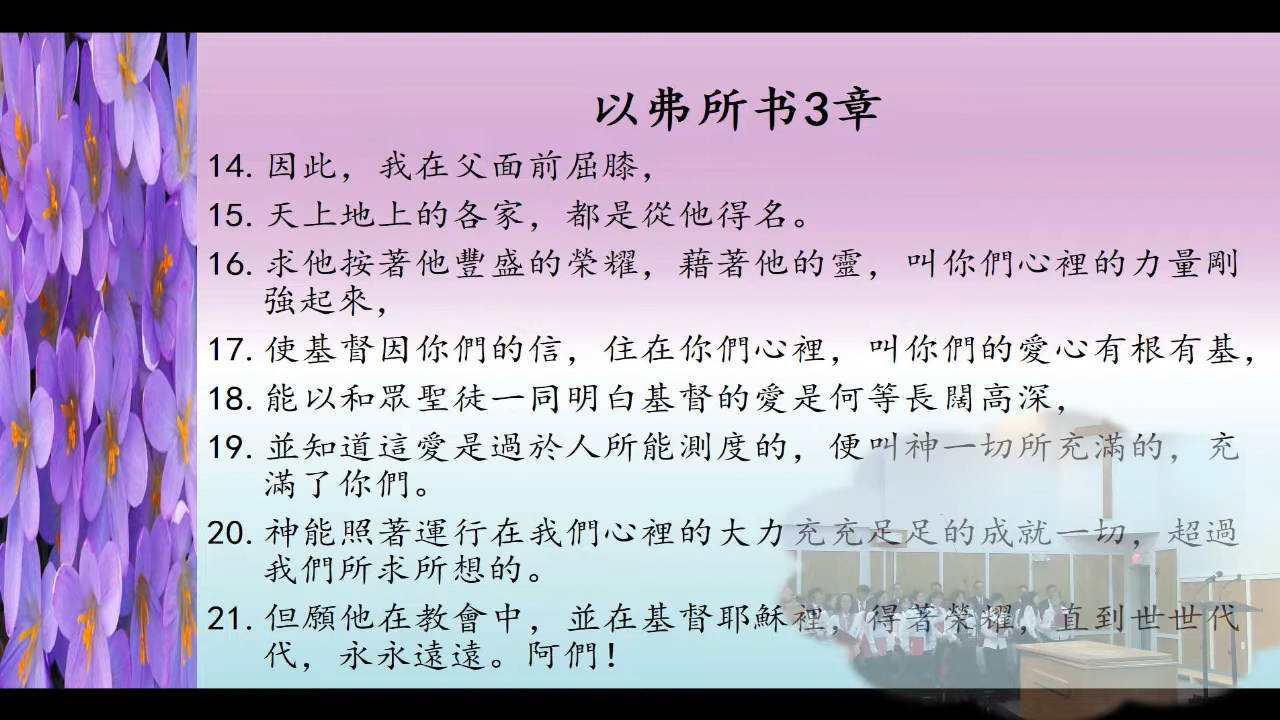 以弗所书3章
14. 因此，我在父面前屈膝，
15. 天上地上的各家，都是從他得名。
16. 求他按著他豐盛的榮耀，藉著他的靈，叫你們心裡的力量剛
強起來，
17. 使基督因你們的信，住在你們心裡，叫你們的愛心有根有基，
18. 能以和眾聖徒一同明白基督的愛是何等長闊高深，
19. 並知道這愛是過於人所能測度的，便叫神一切所充滿的，充
滿了你們。
20. 神能照著運行在我們心裡的大力充充足足的成就一切，超過
我們所求所想的。
21. 但願他在教會中，並在基督耶穌裡，得著榮耀，直到世世代
代，永永遠遠。阿們！